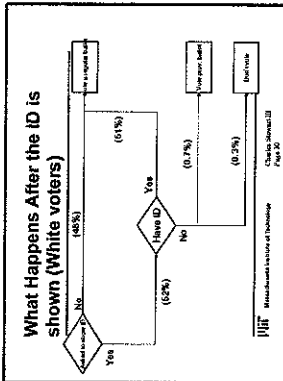 What Happens After the ID is
shown (White voters)
Asked to show ID
No
(48%)
Vote regular ballot
Yes
(52%)
Have ID
Yes
(51%)
No
(0.7%)
Vote prov. ballot
(0.3%)
Don't vote
Massachusetts Institute of Technology
Charles Stewart III
Page 30